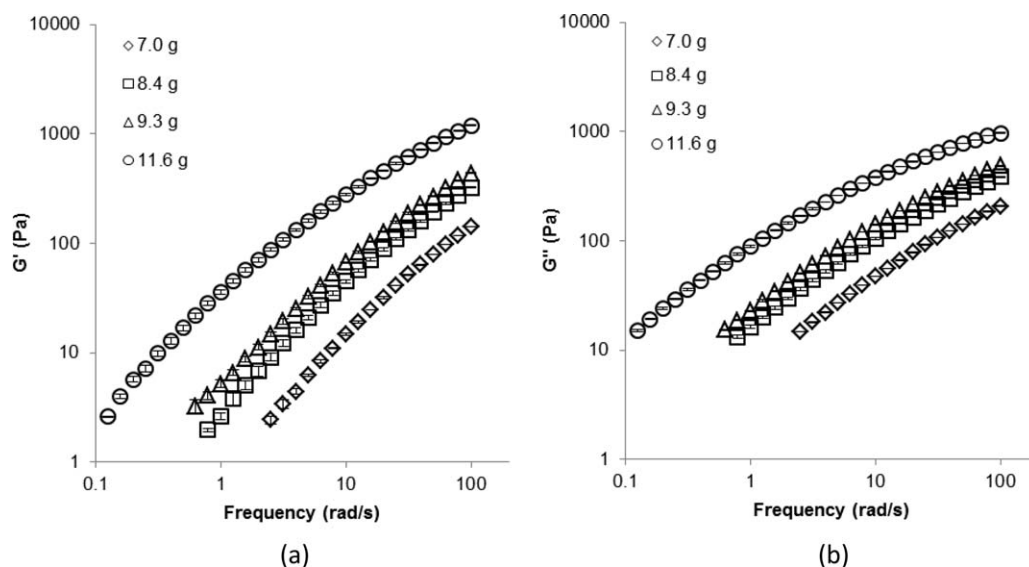 10000
1000
100
10
1
G' (Pa)
7.0 g
8.4 g
9.3 g
11.6 g
0.1 1 10 100
Frequency (rad/s)
(a)
10000
1000
100
10
1
G'' (Pa)
7.0 g
8.4 g
9.3 g
11.6 g
0.1 1 10 100
Frequency (rad/s)
(b)